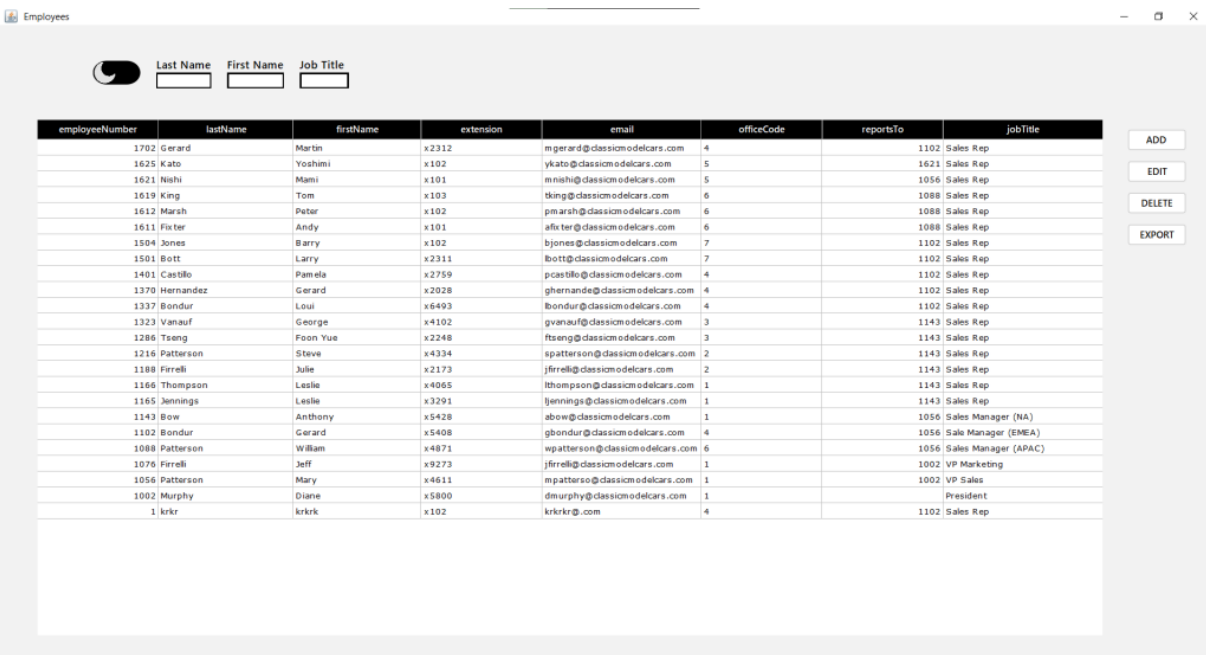 Employees
Last Name First Name Job Title
employeeNumber lastName firstName extension email officeCode reportsTo jobTitle
1702 Gerard Martin x2312 mgerard@classicmodelcars.com 4 1102 Sales Rep
1625 Kato Yoshimi x102 ykato@classicmodelcars.com 5 1621 Sales Rep
1621 Nishi Mami x101 mnishi@classicmodelcars.com 5 1056 Sales Rep
1619 King Tom x103 tking@classicmodelcars.com 6 1088 Sales Rep
1612 Marsh Peter x102 pmarsh@classicmodelcars.com 6 1088 Sales Rep
1611 Fixter Andy x101 afixter@classicmodelcars.com 6 1088 Sales Rep
1504 Jones Barry x102 bjones@classicmodelcars.com 7 1102 Sales Rep
1501 Bott Larry x2311 lbott@classicmodelcars.com 7 1102 Sales Rep
1401 Castillo Pamela x2759 pcastillo@classicmodelcars.com 4 1102 Sales Rep
1370 Hernandez Gerard x2028 ghernande@classicmodelcars.com 4 1102 Sales Rep
1337 Bondur Loui x6493 lbondur@classicmodelcars.com 4 1102 Sales Rep
1323 Vanauf George x4102 gvanauf@classicmodelcars.com 3 1143 Sales Rep
1286 Tseng Foon Yue x2248 ftseng@classicmodelcars.com 3 1143 Sales Rep
1216 Patterson Steve x4334 spatterson@classicmodelcars.com 2 1143 Sales Rep
1188 Firrelli Julie x2173 jfirrelli@classicmodelcars.com 2 1143 Sales Rep
1166 Thompson Leslie x4065 lthompson@classicmodelcars.com 1 1143 Sales Rep
1165 Jennings Leslie x3291 ljennings@classicmodelcars.com 1 1143 Sales Rep
1143 Bow Anthony x5428 abow@classicmodelcars.com 1 1056 Sales Manager (NA)
1102 Bondur Gerard x5408 gbondur@classicmodelcars.com 4 1056 Sale Manager (EMEA)
1088 Patterson William x4871 wpatterson@classicmodelcars.com 6 1056 Sales Manager (APAC)
1076 Firrelli Jeff x9273 jfirrelli@classicmodelcars.com 1 1002 VP Marketing
1056 Patterson Mary x4611 mpatterso@classicmodelcars.com 1 1002 VP Sales
1002 Murphy Diane x5800 dmurphy@classicmodelcars.com 1 President
1 krkr krkrk x102 krkrkr@.com 4 1102 Sales Rep
ADD
EDIT
DELETE
EXPORT